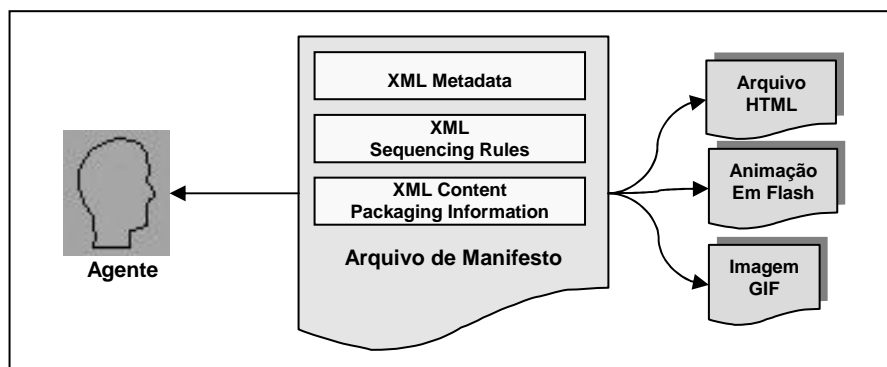 XML Metadata
XML
Sequencing Rules
XML Content
Packaging Information
Arquivo de Manifesto
Agente
Arquivo
HTML
Animação
Em Flash
Imagem
GIF